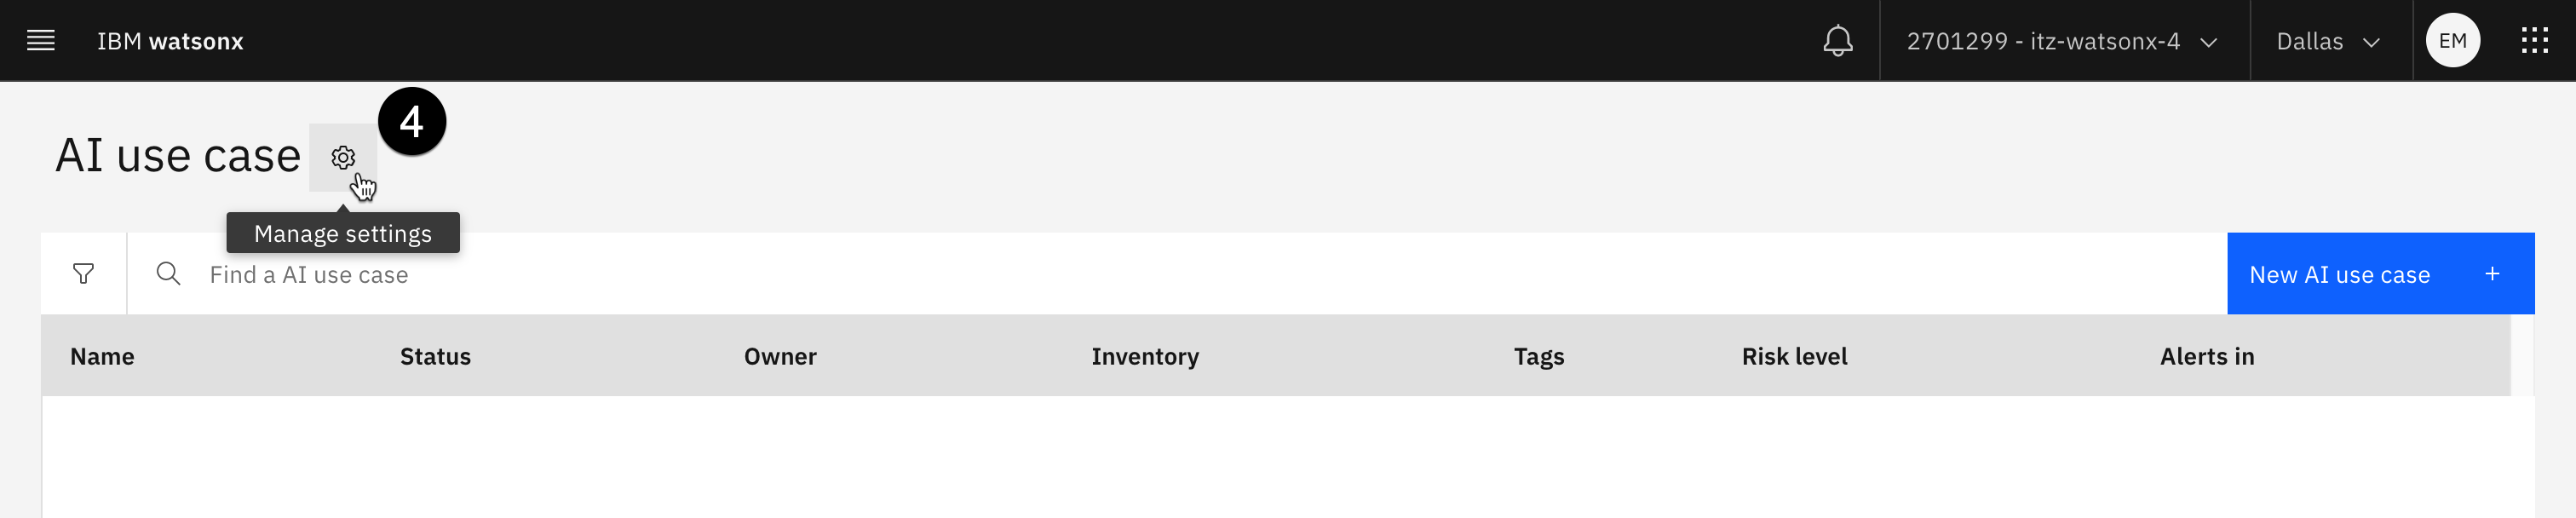 IBM watsonx
2701299 - itz-watsonx-4
Dallas
EM
4
AI use case
Manage settings
Find a AI use case
New AI use case +
Name Status Owner Inventory Tags Risk level Alerts in